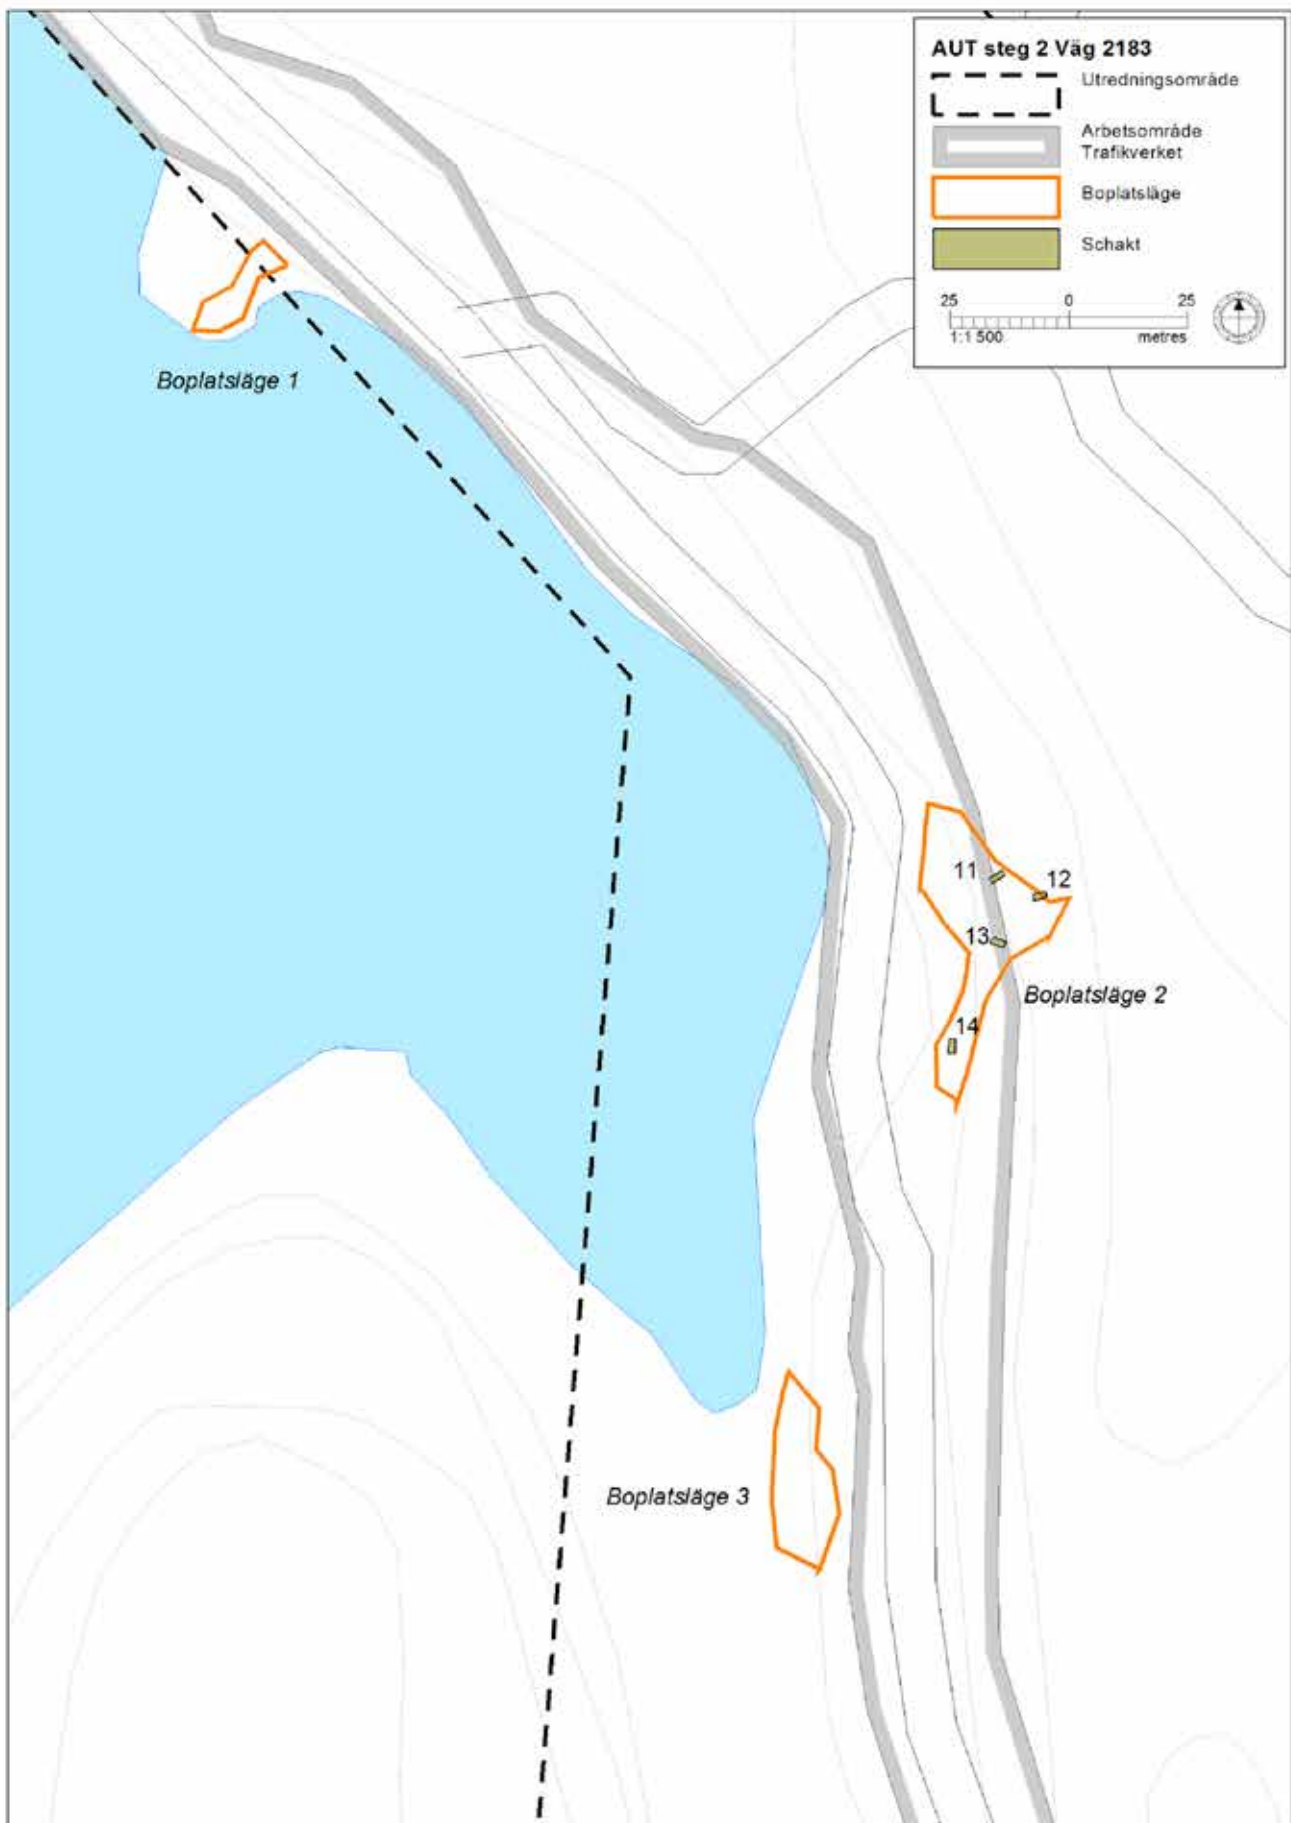 AUT steg 2 Väg 2183
Utredningsområde
Arbetsområde
Trafikverket
Boplatsläge
Schakt
25 0 25
1:1 500 metres
Boplatsläge 1
11
12
13
Boplatsläge 2
14
Boplatsläge 3